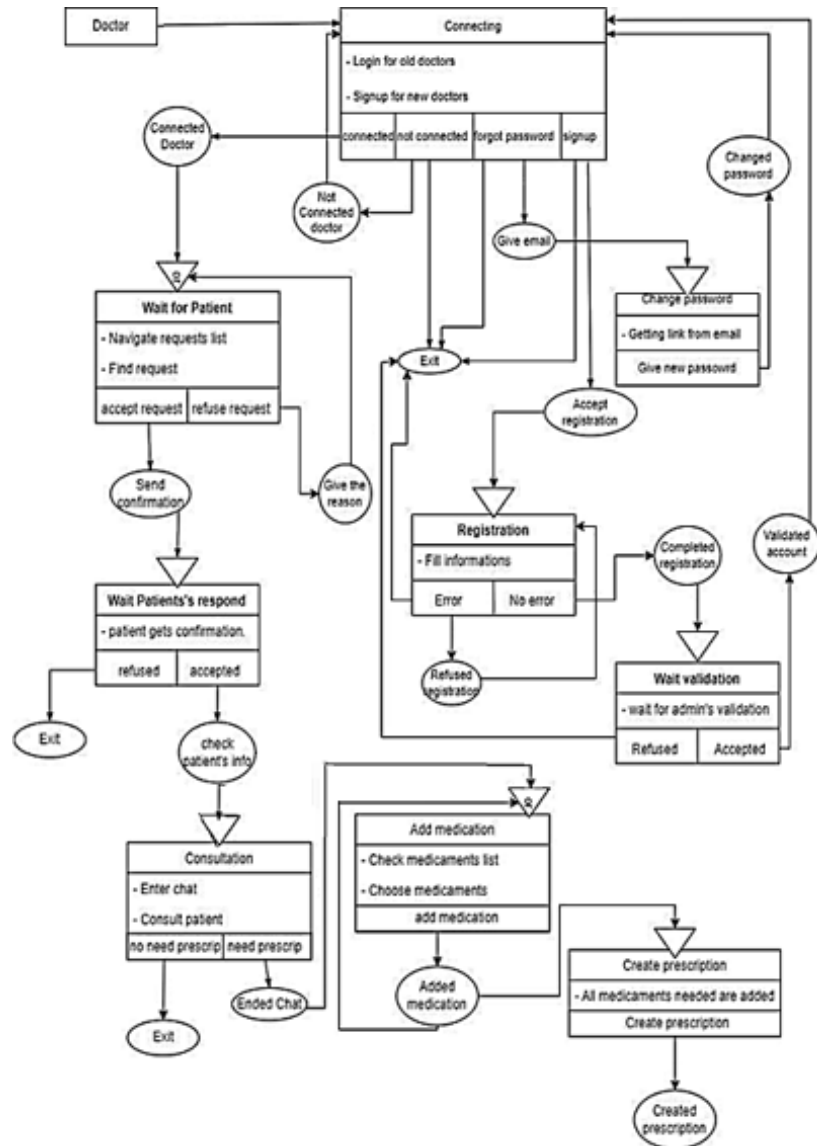 Doctor
Connecting
- Login for old doctors
- Signup for new doctors
connected
not connected
forgot password
signup
Connected
Doctor
Not
Connected
doctor
Give email
Changed
password
Change password
- Getting link from email
Give new passowrd
Wait for Patient
- Navigate requests list
- Find request
accept request
refuse request
Exit
Accept
registration
Send
confirmation
Give the
reason
Registration
- Fill informations
Error
No error
Completed
registration
Validated
account
Wait Patients's respond
- patient gets confirmation.
refused
accepted
Refused
registration
Wait validation
- wait for admin's validation
Refused
Accepted
Exit
check
patient's info
Consultation
- Enter chat
- Consult patient
no need prescrip
need prescrip
Add medication
- Check medicaments list
- Choose medicaments
add medication
Ended Chat
Exit
Added
medication
Create prescription
- All medicaments needed are added
Create prescription
Created
prescription